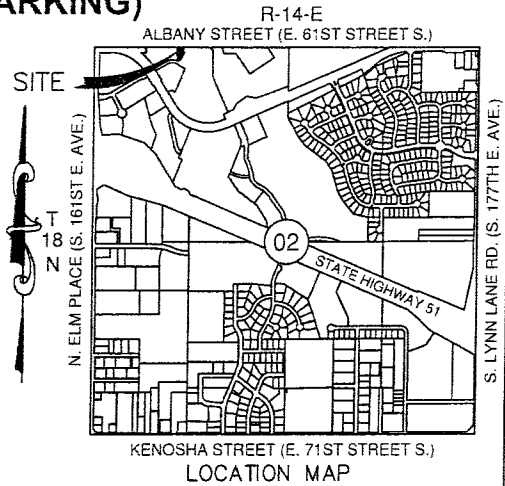 ARKING)
R-14-E
ALBANY STREET (E. 61ST STREET S.)
SITE
N. ELM PLACE (S. 161ST E. AVE.)
T
18
N
02
STATE HIGHWAY 51
S. LYNN LANE RD. (S. 177TH E. AVE.)
KENOSHA STREET (E. 71ST STREET S.)
LOCATION MAP